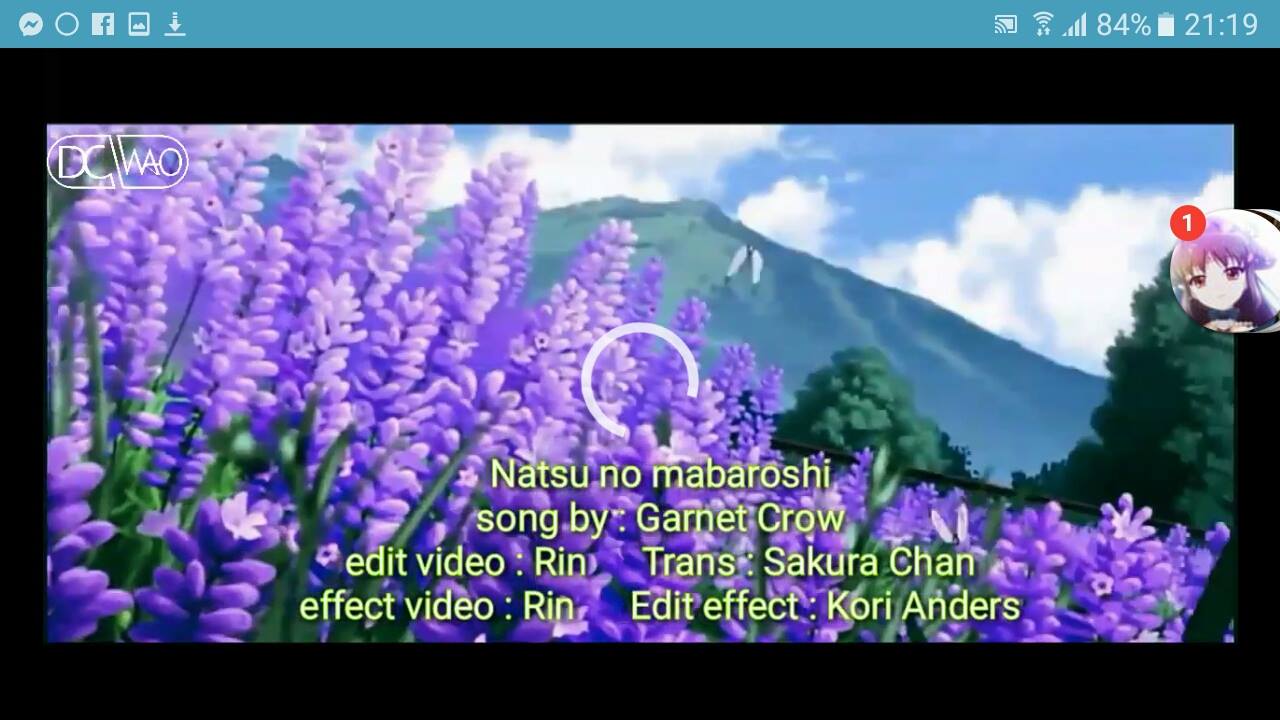 84% 21:19
DC WAO
1
Natsu no mabaroshi
song by : Garnet Crow
edit video : Rin Trans : Sakura Chan
effect video : Rin Edit effect : Kori Anders